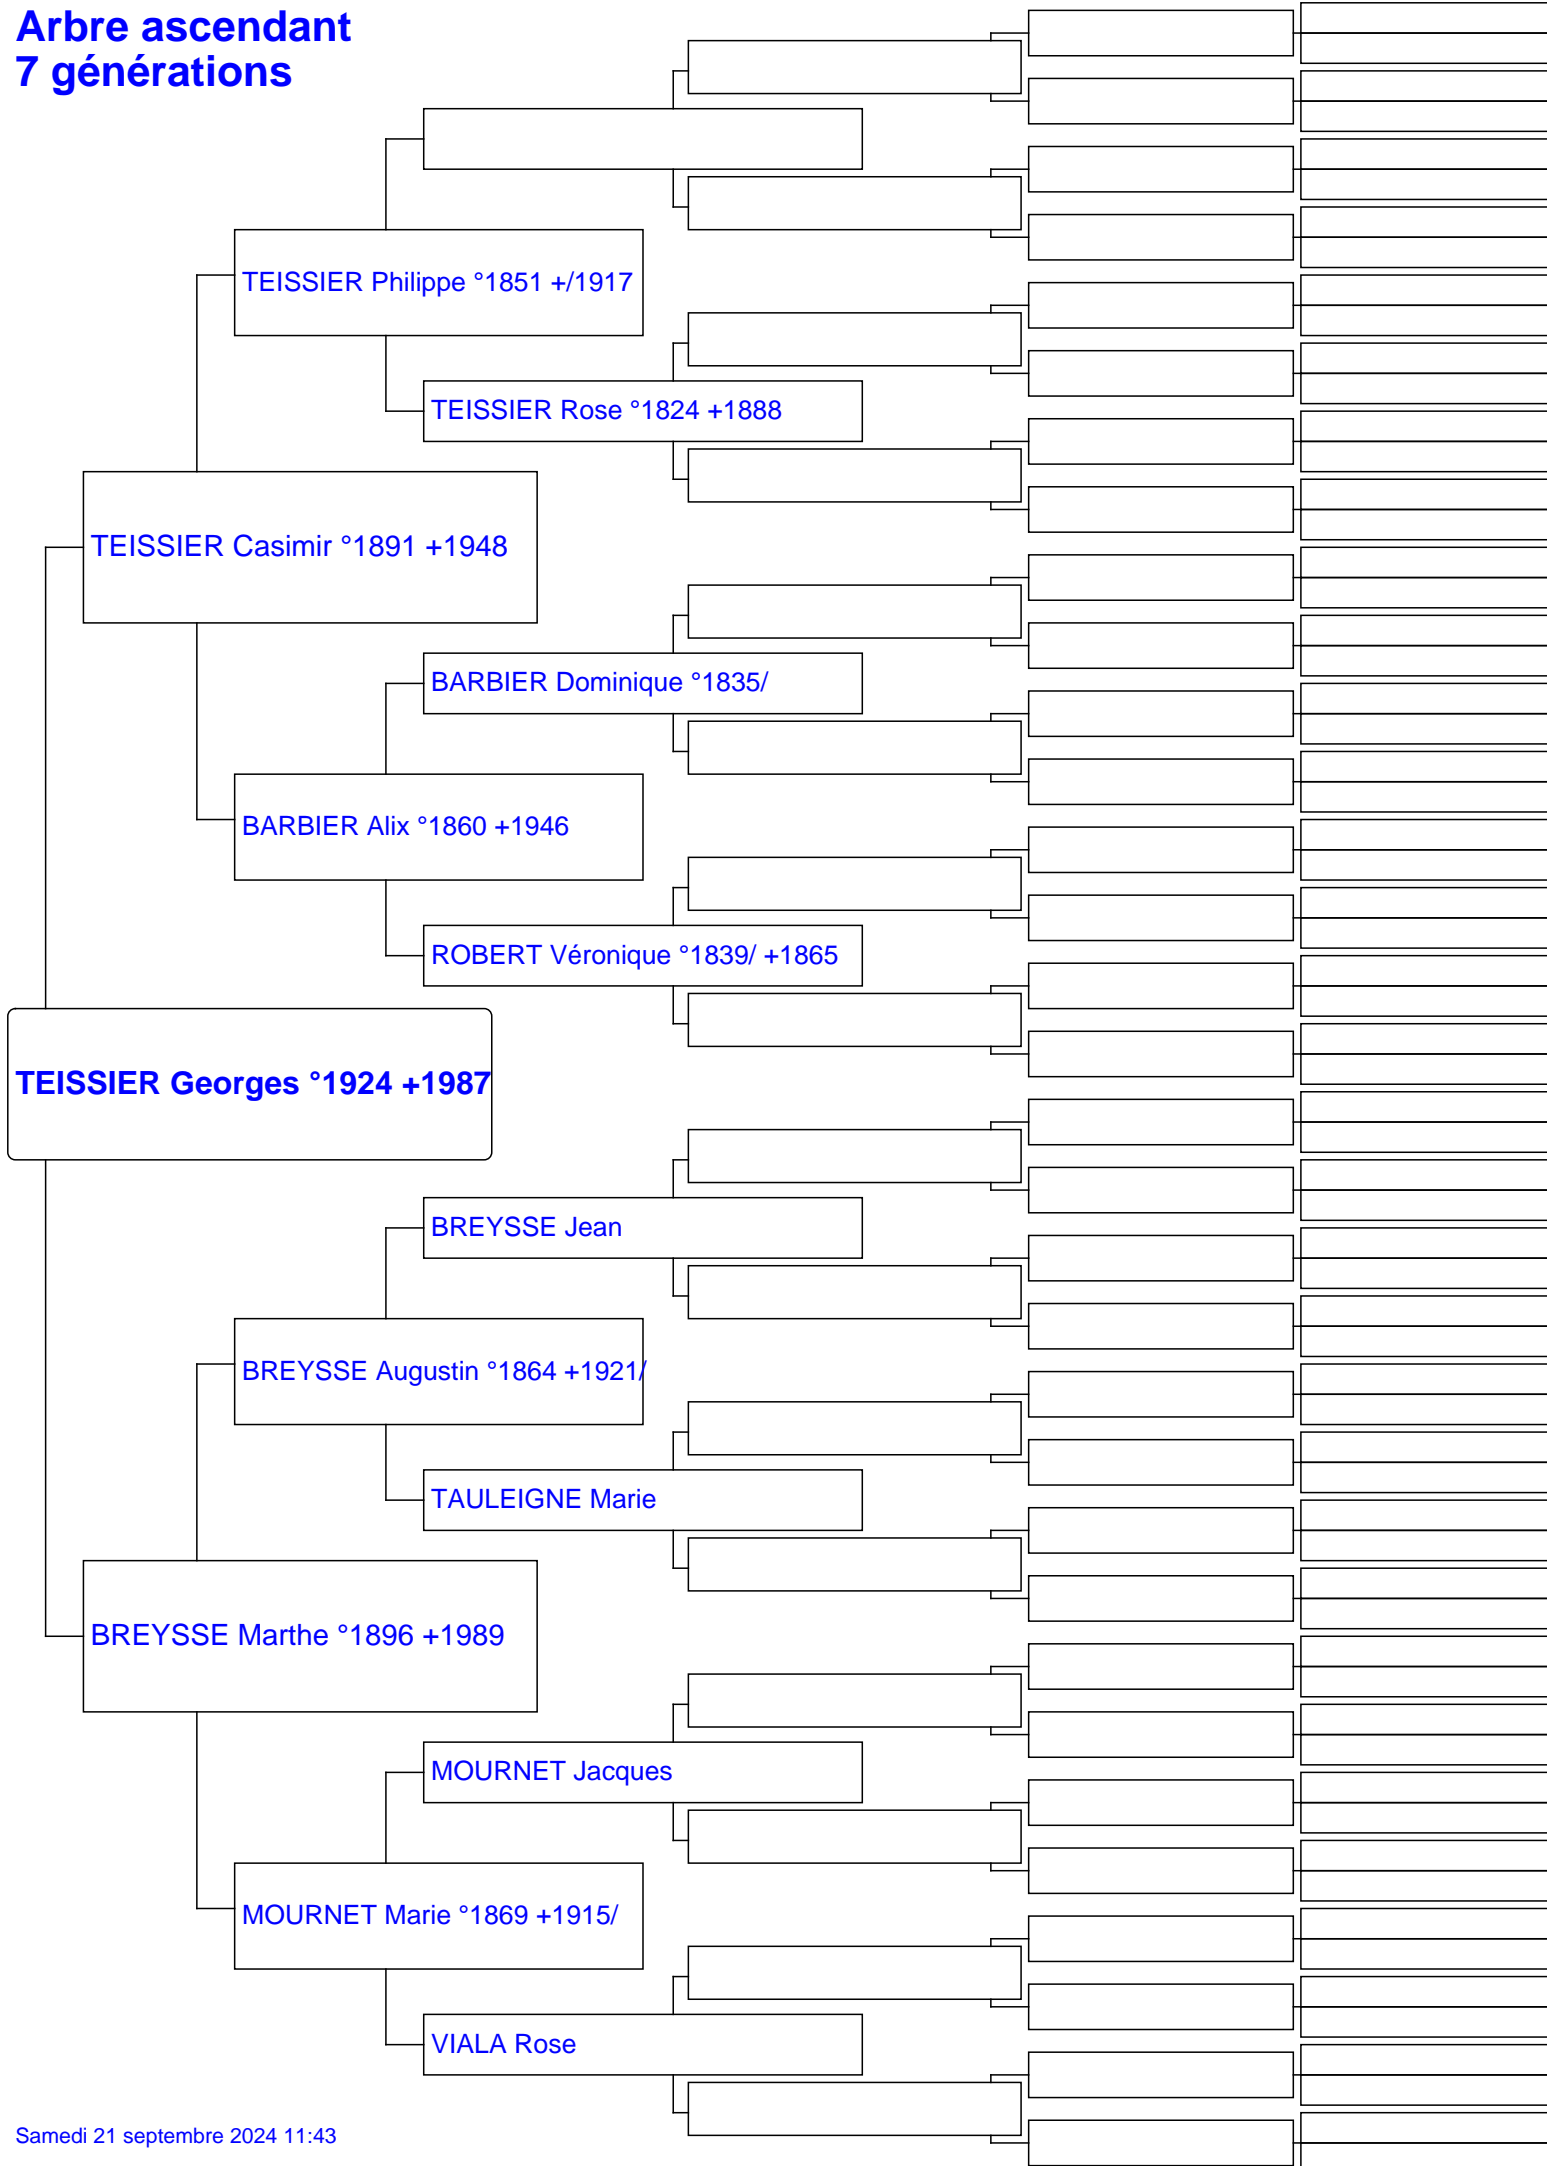 Arbre ascendant
7 générations
TEISSIER Philippe °1851 +/1917
TEISSIER Rose °1824 +1888
TEISSIER Casimir °1891 +1948
BARBIER Dominique °1835/
BARBIER Alix °1860 +1946
ROBERT Véronique °1839/ +1865
TEISSIER Georges °1924 +1987
BREYSSE Jean
BREYSSE Augustin °1864 +1921/
TAULEIGNE Marie
BREYSSE Marthe °1896 +1989
MOURNET Jacques
MOURNET Marie °1869 +1915/
VIALA Rose
Samedi 21 septembre 2024 11:43